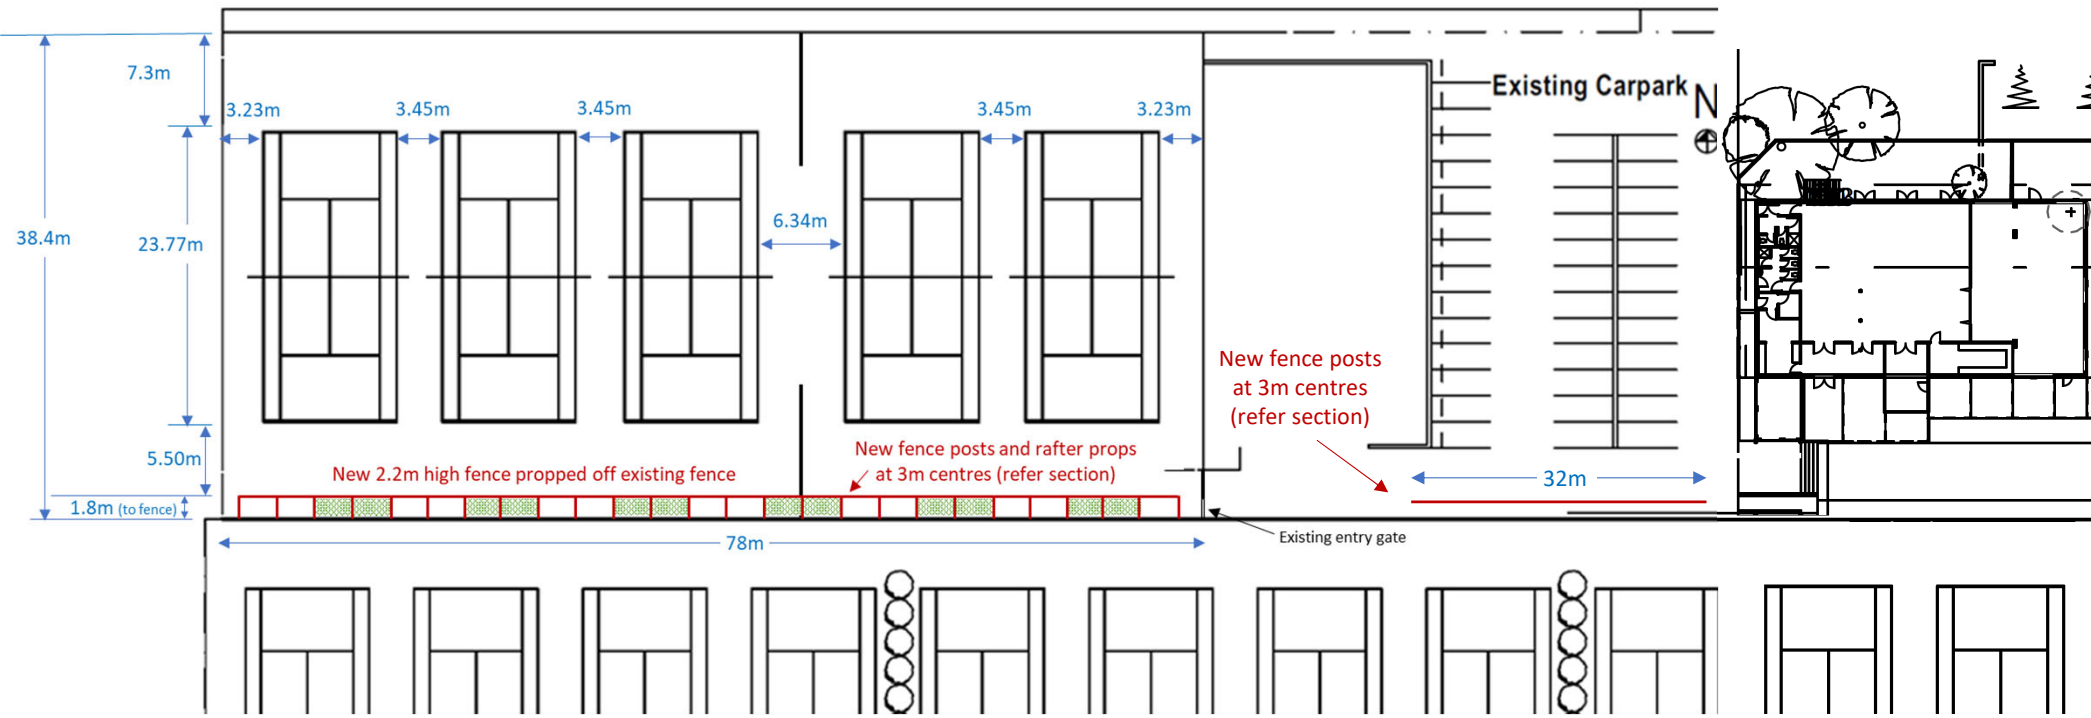 7.3m
Existing Carpark
N
3.23m
3.45m
3.45m
3.45m
3.23m
6.34m
38.4m
23.77m
New fence posts
at 3m centres
(refer section)
5.50m
New 2.2m high fence propped off existing fence
New fence posts and rafter props
at 3m centres (refer section)
32m
1.8m (to fence)
78m
Existing entry gate